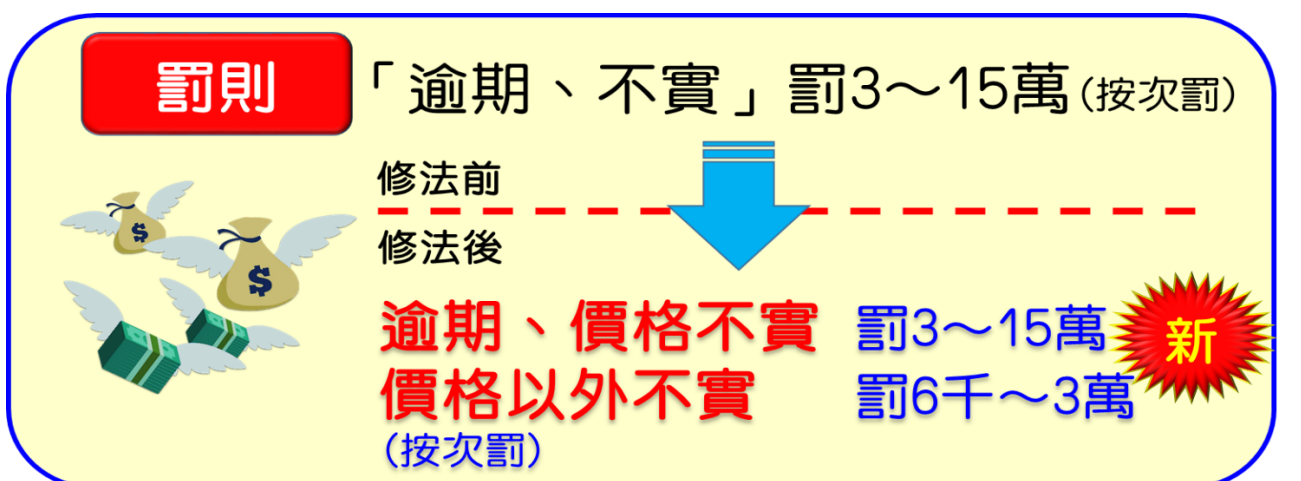 罰則 「逾期、不實」罰3～15萬(按次罰)
修法前
修法後
逾期、價格不實 罰3～15萬 新
價格以外不實 罰6千～3萬
(按次罰)
$
$